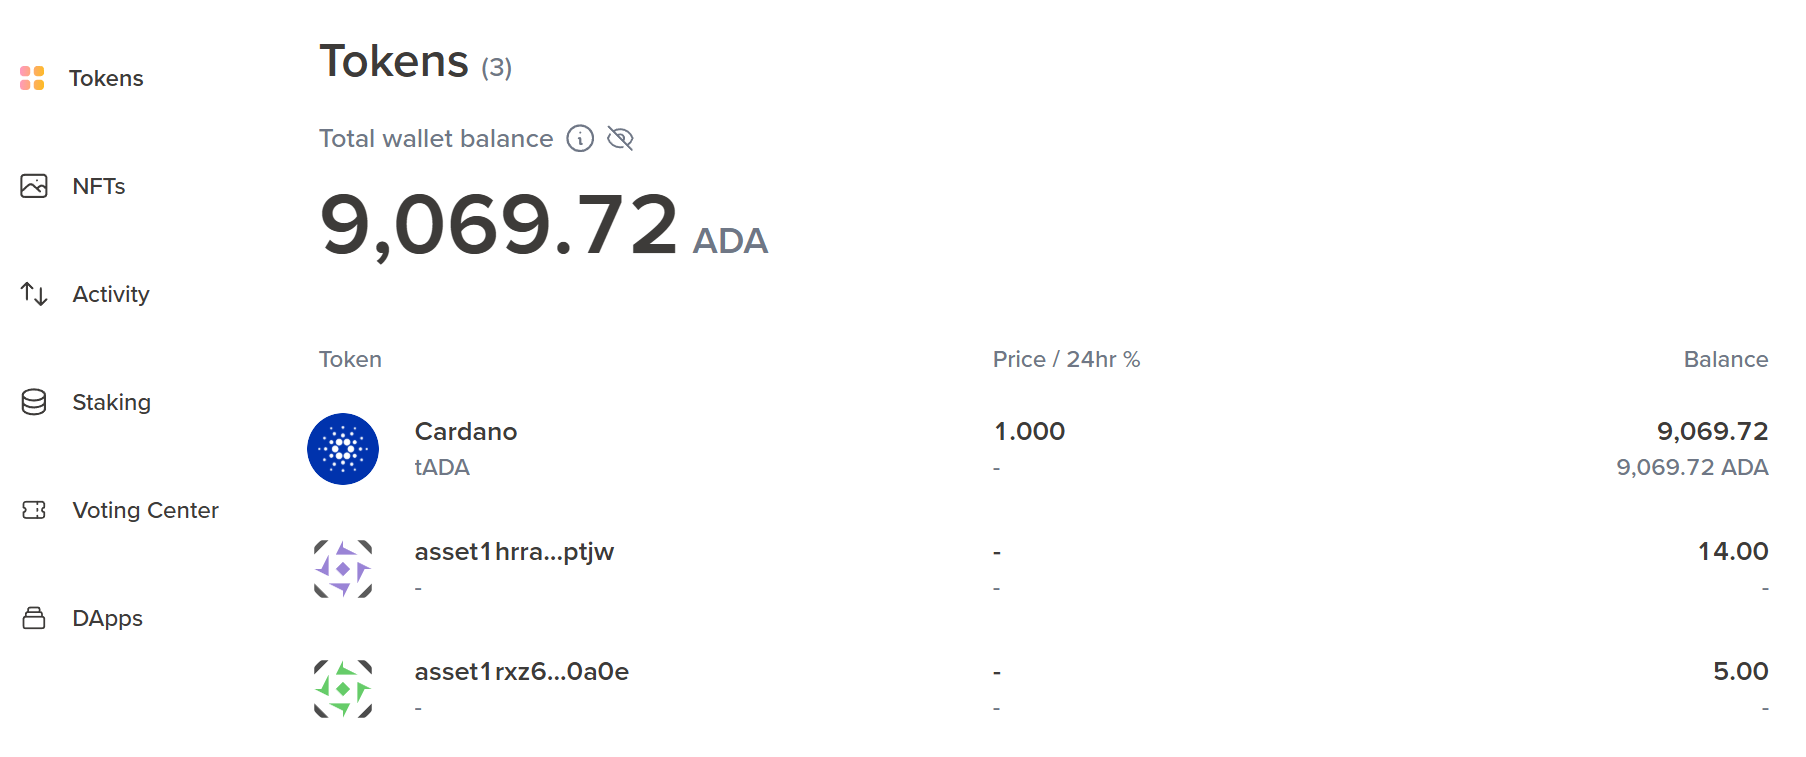 Tokens
NFTs
Activity
Staking
Voting Center
DApps
Tokens (3)
Total wallet balance
9,069.72 ADA
Token Price / 24hr % Balance
Cardano 1.000 9,069.72
tADA - 9,069.72 ADA
asset1hrra...ptjw - 14.00
- - -
asset1rxz6...0a0e - 5.00
- - -